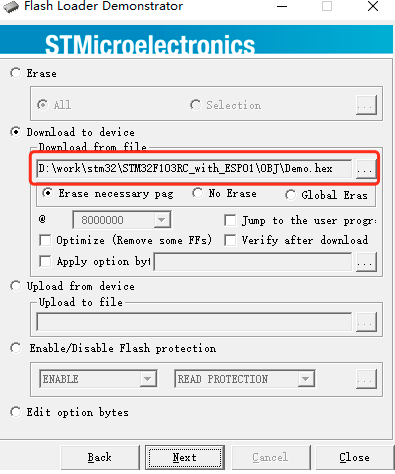 Flash Loader Demonstrator
STMicroelectronics
Erase
All Selection ...
Download to device
Download from file
D:\work\stm32\STM32F103RC_with_ESP01\OBJ\Demo.hex ...
Erase necessary pag No Erase Global Eras
@ 8000000 Jump to the user progr
Optimize (Remove some FFs) Verify after download
Apply option byt ...
Upload from device
Upload to file
...
Enable/Disable Flash protection
ENABLE READ PROTECTION ...
Edit option bytes
Back Next Cancel Close